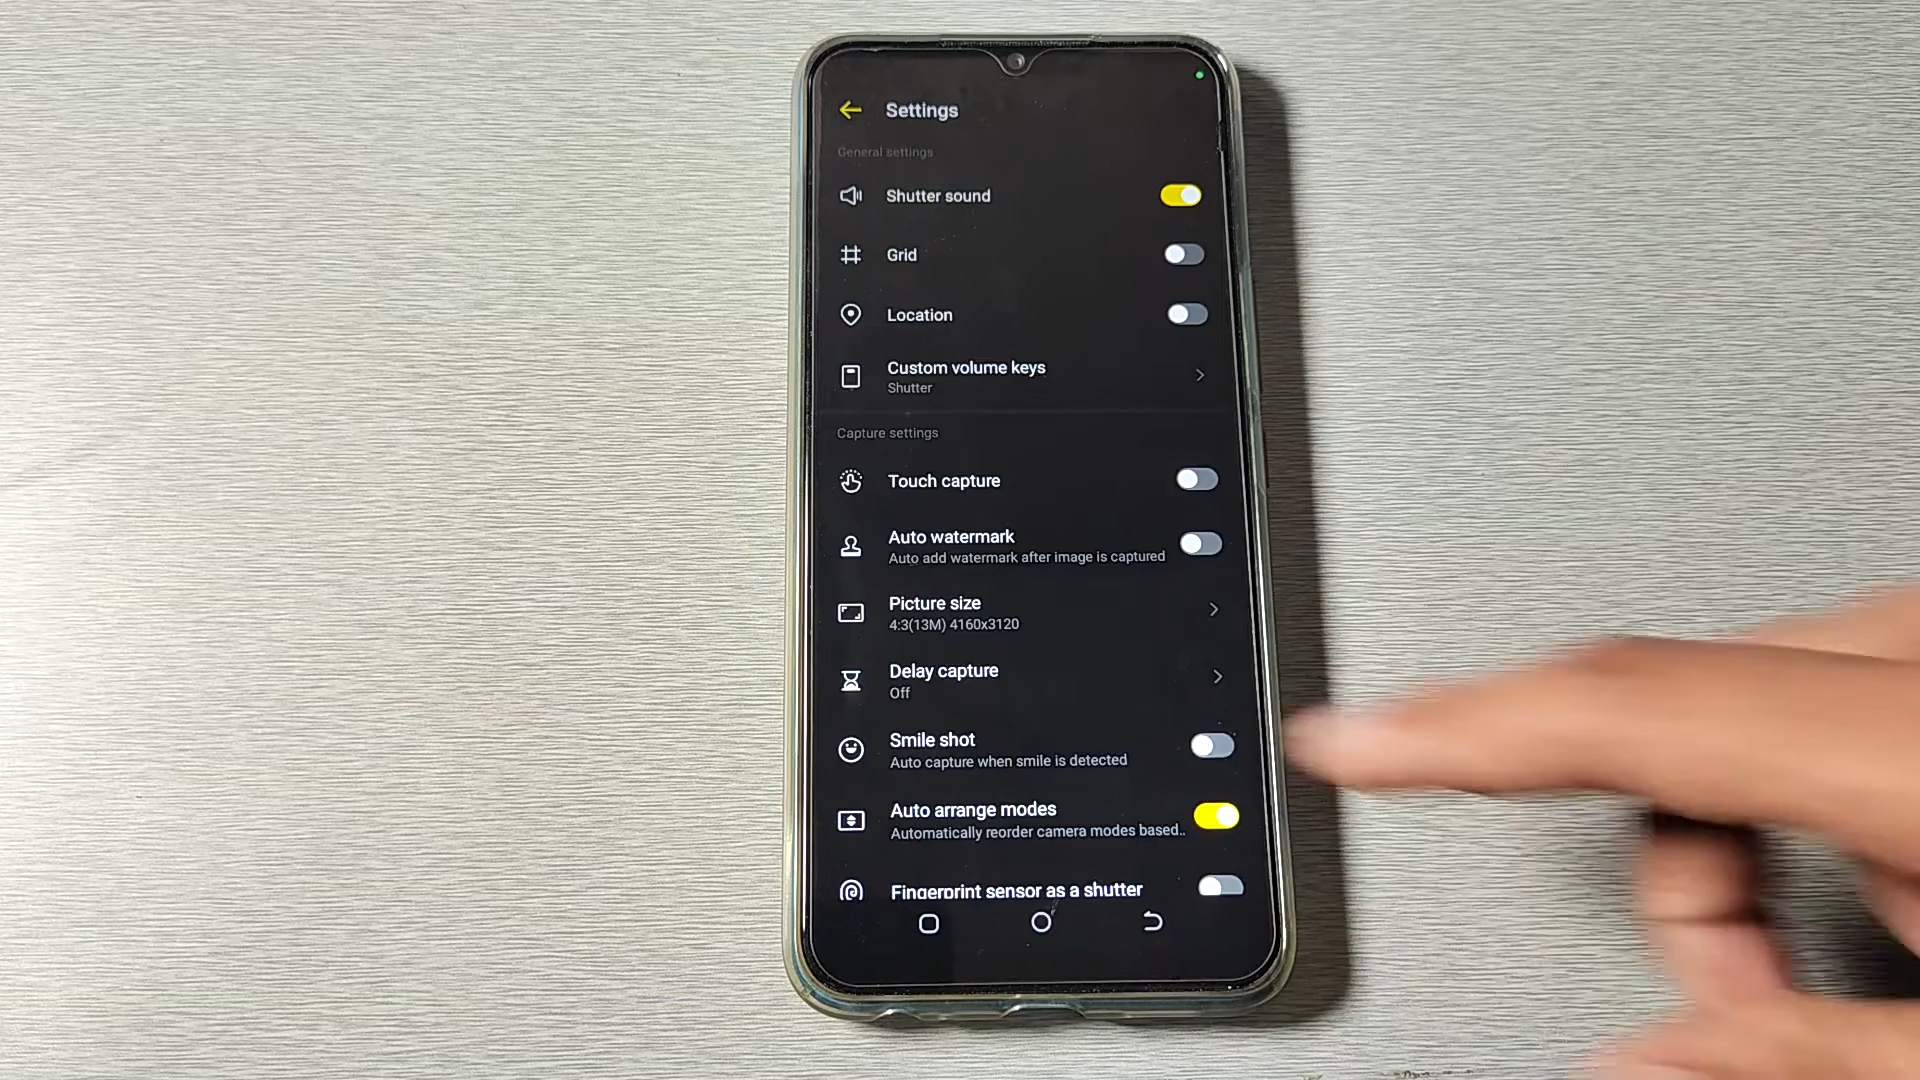 Settings
General settings
Shutter sound
Grid
Location
Custom volume keys
Shutter
Capture settings
Touch capture
Auto watermark
Auto add watermark after image is captured
Picture size
4:3(13M) 4160x3120
Delay capture
Off
Smile shot
Auto capture when smile is detected
Auto arrange modes
Automatically reorder camera modes based..
Fingerprint sensor as a shutter